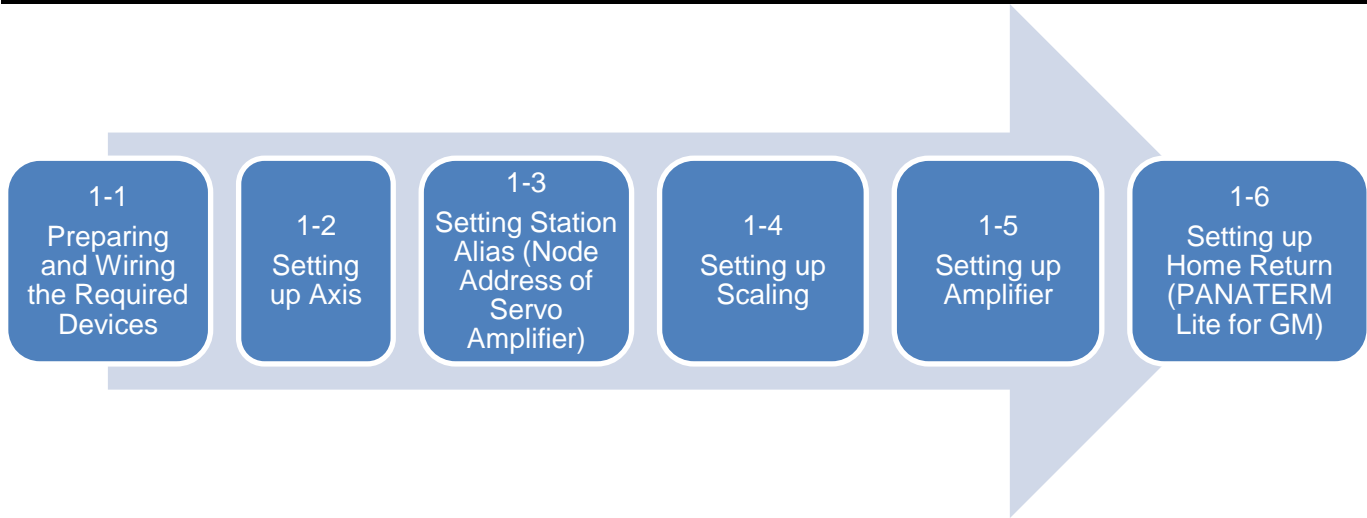 1-1
Preparing
and Wiring
the Required
Devices
1-2
Setting
up Axis
1-3
Setting Station
Alias (Node
Address of
Servo
Amplifier)
1-4
Setting up
Scaling
1-5
Setting up
Amplifier
1-6
Setting up
Home Return
(PANATERM
Lite for GM)